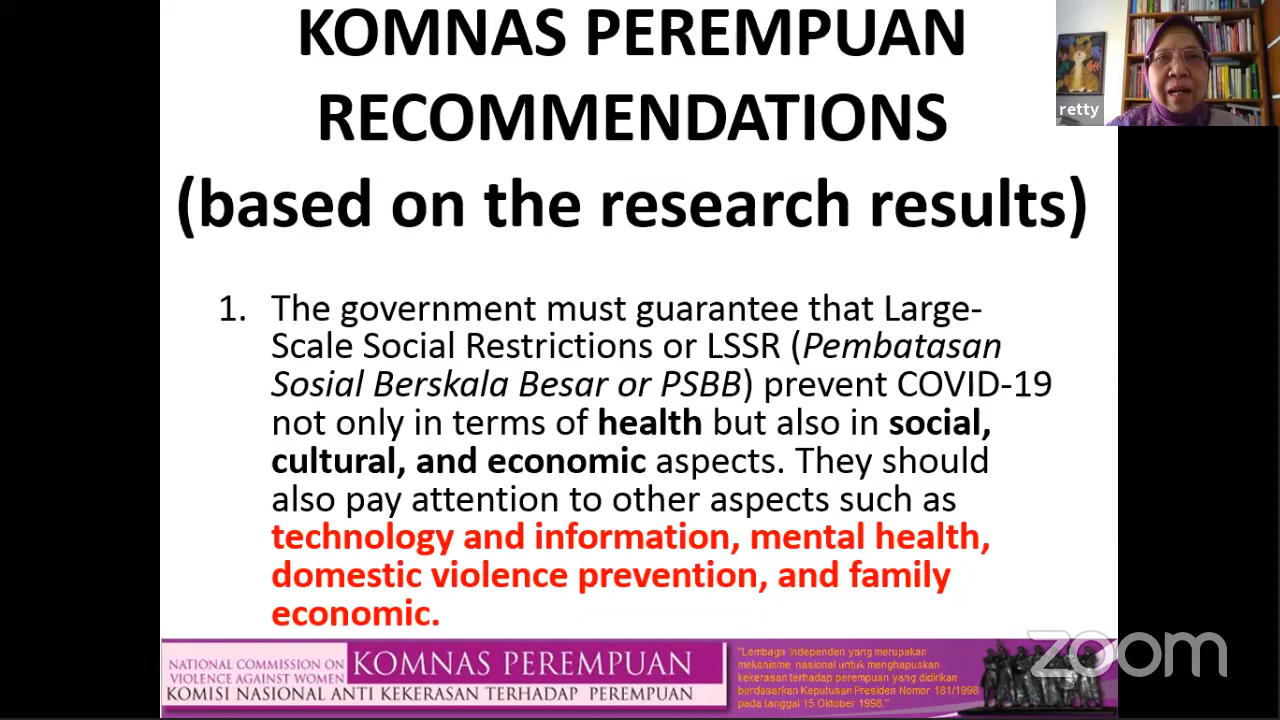 KOMNAS PEREMPUAN
RECOMMENDATIONS
(based on the research results)
retty
1. The government must guarantee that Large-
Scale Social Restrictions or LSSR (Pembatasan
Sosial Berskala Besar or PSBB) prevent COVID-19
not only in terms of health but also in social,
cultural, and economic aspects. They should
also pay attention to other aspects such as
technology and information, mental health,
domestic violence prevention, and family
economic.
NATIONAL COMMISSION ON
VIOLENCE AGAINST WOMEN
KOMNAS PEREMPUAN
KOMISI NASIONAL ANTI KEKERASAN TERHADAP PEREMPUAN
"Lembaga Independen yang merupakan
mekanisme nasional untuk menghapuskan
kekerasan terhadap perempuan yang didirikan
berdasarkan Keputusan Presiden Nomor 181/1998
pada tanggal 15 Oktober 1998."
zoom